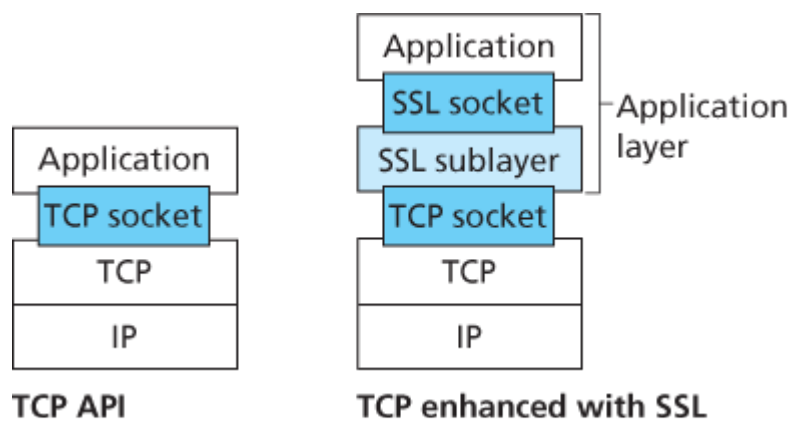 Application
TCP socket
TCP
IP
TCP API
Application
SSL socket
SSL sublayer
TCP socket
TCP
IP
Application
layer
TCP enhanced with SSL